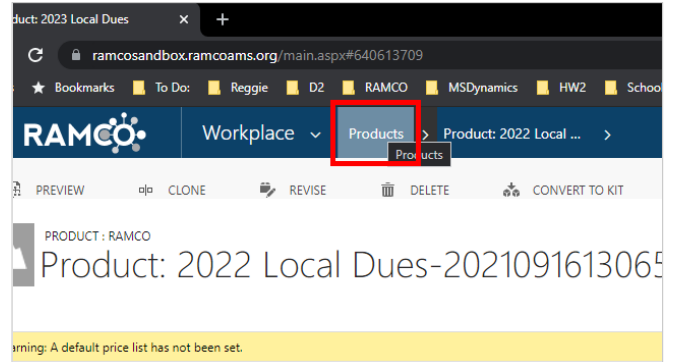 duct: 2023 Local Dues × +
ramcosandbox.ramcoams.org/main.aspx#640613709
Bookmarks To Do: Reggie D2 RAMCO MSDynamics HW2 School
RAMCO Workplace Products > Product: 2022 Local ... >
Products
PREVIEW CLONE REVISE DELETE CONVERT TO KIT
PRODUCT : RAMCO
Product: 2022 Local Dues-2021091613065
arning: A default price list has not been set.